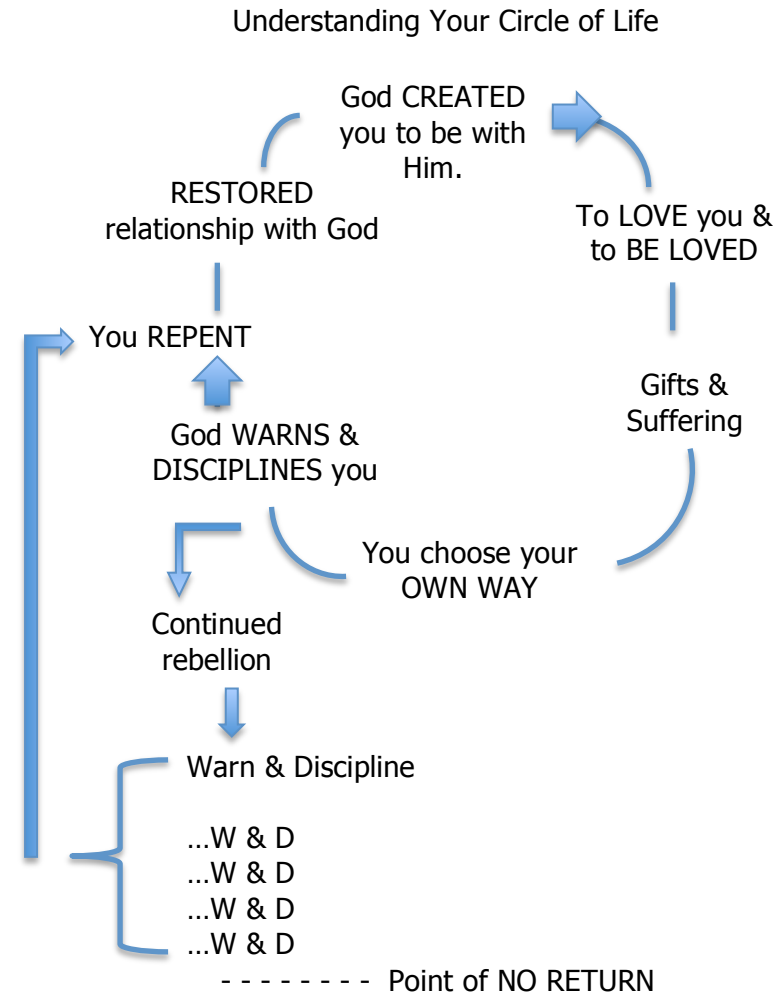 Understanding Your Circle of Life
God CREATED
you to be with
Him.
To LOVE you &
to BE LOVED
Gifts &
Suffering
You choose your
OWN WAY
God WARNS &
DISCIPLINES you
You REPENT
RESTORED
relationship with God
Continued
rebellion
Warn & Discipline
...W & D
...W & D
...W & D
...W & D
- - - - - - - - Point of NO RETURN